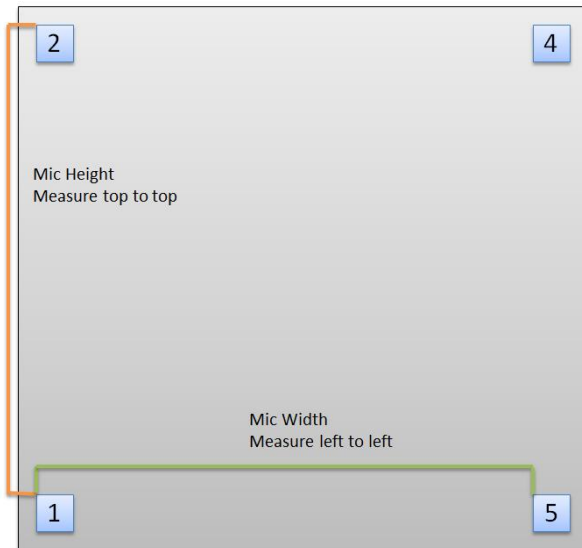 2
4
Mic Height
Measure top to top
Mic Width
Measure left to left
1
5